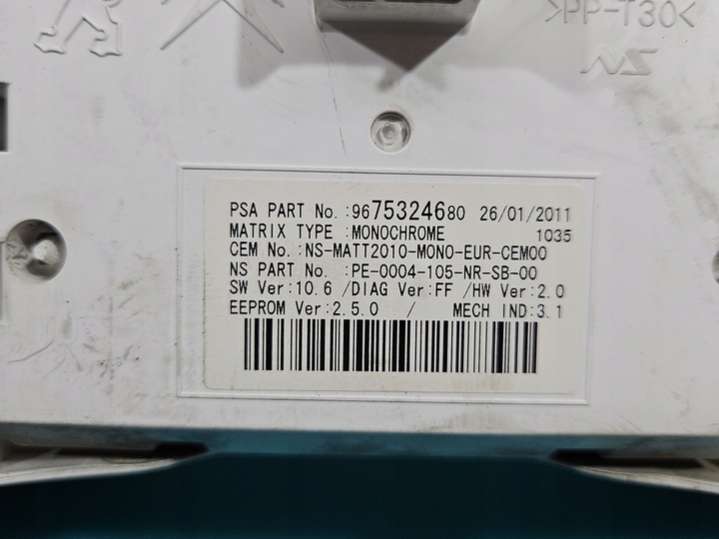 >PP-T30<
NS
PSA PART No. :9675324680 26/01/2011
MATRIX TYPE :MONOCHROME 1035
CEM No. :NS-MATT2010-MONO-EUR-CEM00
NS PART No. :PE-0004-105-NR-SB-00
SW Ver:10.6 /DIAG Ver:FF /HW Ver:2.0
EEPROM Ver:2.5.0 / MECH IND:3.1